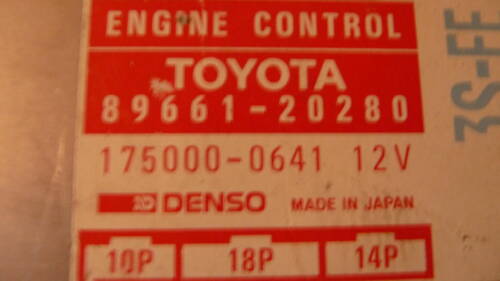 ENGINE CONTROL
TOYOTA
89661-20280
175000-0641 12V
DENSO MADE IN JAPAN
10P 18P 14P
3S-FE